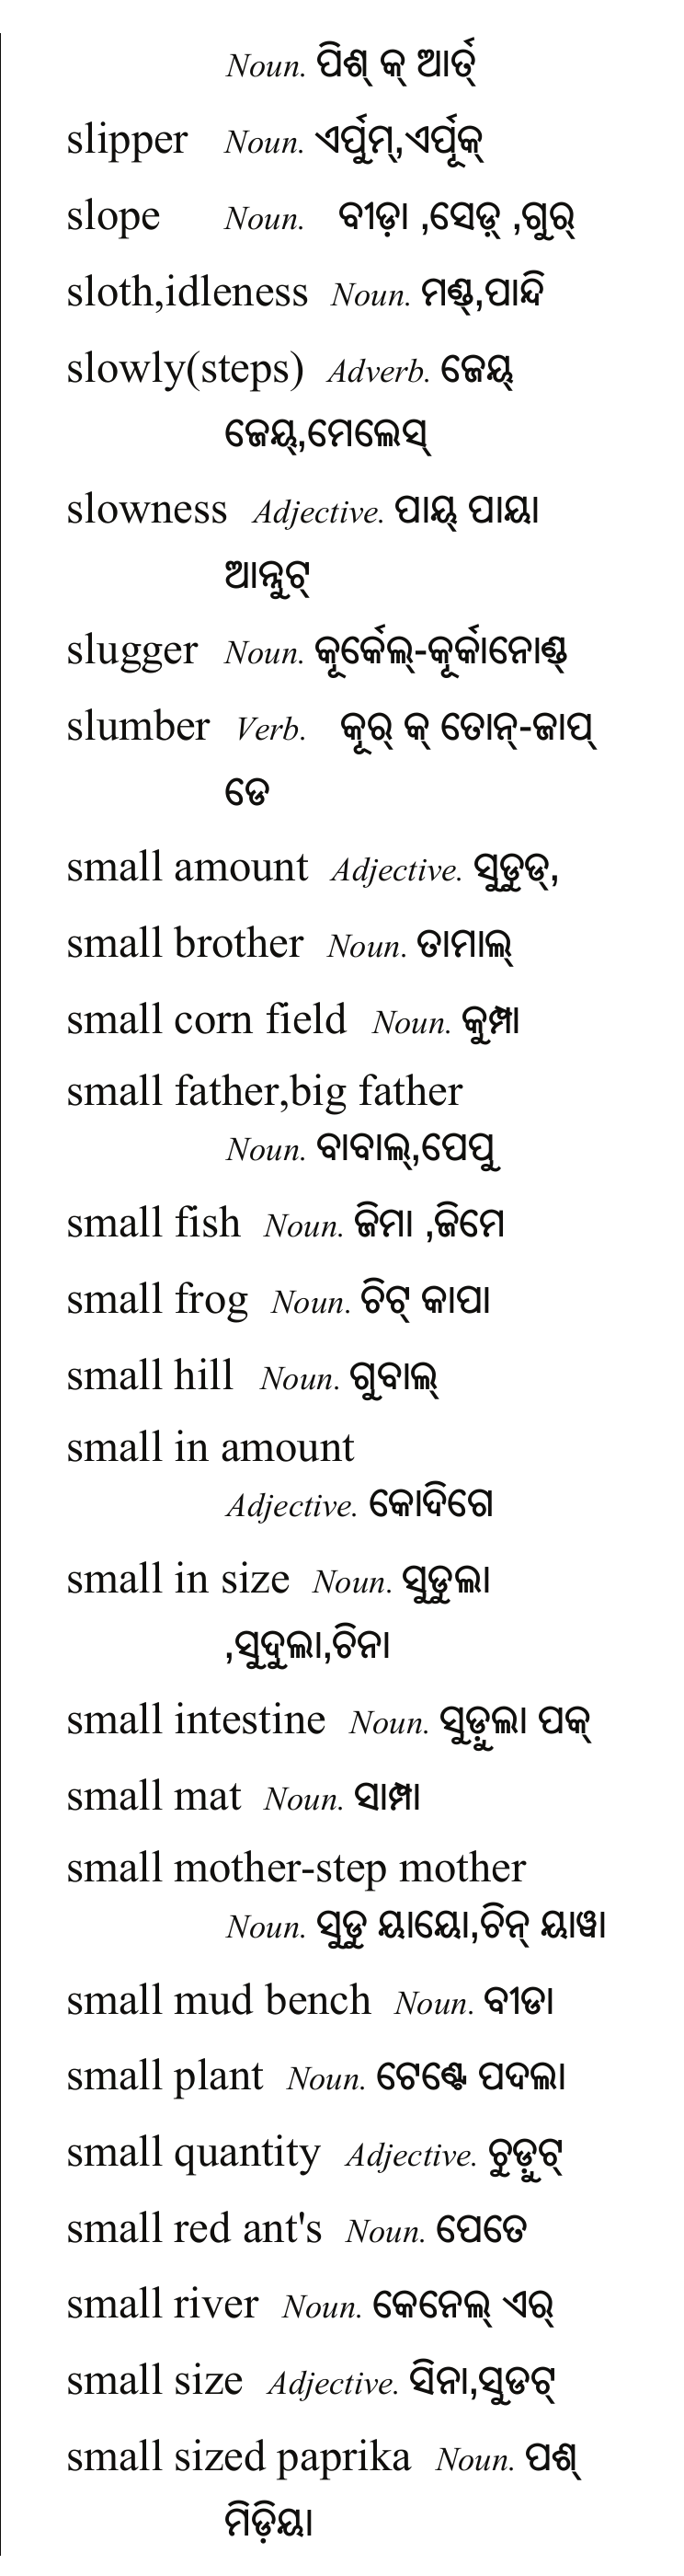 Noun. ପିଶ୍ କ୍ ଆର୍ତ୍
slipper Noun. ଏର୍ପୁମ୍,ଏର୍ପୂକ୍
slope Noun. ବୀଡ଼ା ,ସେଡ଼୍ ,ଗୁର୍
sloth,idleness Noun. ମଣ୍ଡ୍,ପାନ୍ଦି
slowly(steps) Adverb. ଜେୟ୍
ଜେୟ୍,ମେଲେସ୍
slowness Adjective. ପାୟ୍ ପାୟା
ଆନ୍ନୁଟ୍
slugger Noun. କୂର୍କେଲ୍-କୂର୍କାନୋଣ୍ଡ୍
slumber Verb. କୂର୍ କ୍ ତୋନ୍-ଜାପ୍
ଡେ
small amount Adjective. ସୁଡୁଡ୍,
small brother Noun. ତାମାଲ୍
small corn field Noun. କୁମ୍ପା
small father,big father
Noun. ବାବାଲ୍,ପେପୁ
small fish Noun. ଜିମା ,ଜିମେ
small frog Noun. ଚିଟ୍ କାପା
small hill Noun. ଗୁବାଲ୍
small in amount
Adjective. କୋଦିଗେ
small in size Noun. ସୁଡୁଲା
,ସୁଦୁଲା,ଚିନା
small intestine Noun. ସୁଡ଼ୁଲା ପକ୍
small mat Noun. ସାମ୍ପା
small mother-step mother
Noun. ସୁଡୁ ୟାୟୋ,ଚିନ୍ ୟାୱା
small mud bench Noun. ବୀଡା
small plant Noun. ଟେଣ୍ଟେ ପଦଲା
small quantity Adjective. ଚୁଡ଼ୁଟ୍
small red ant's Noun. ପେତେ
small river Noun. କେନେଲ୍ ଏର୍
small size Adjective. ସିନା,ସୁଡଟ୍
small sized paprika Noun. ପଶ୍
ମିଡ଼ିୟା